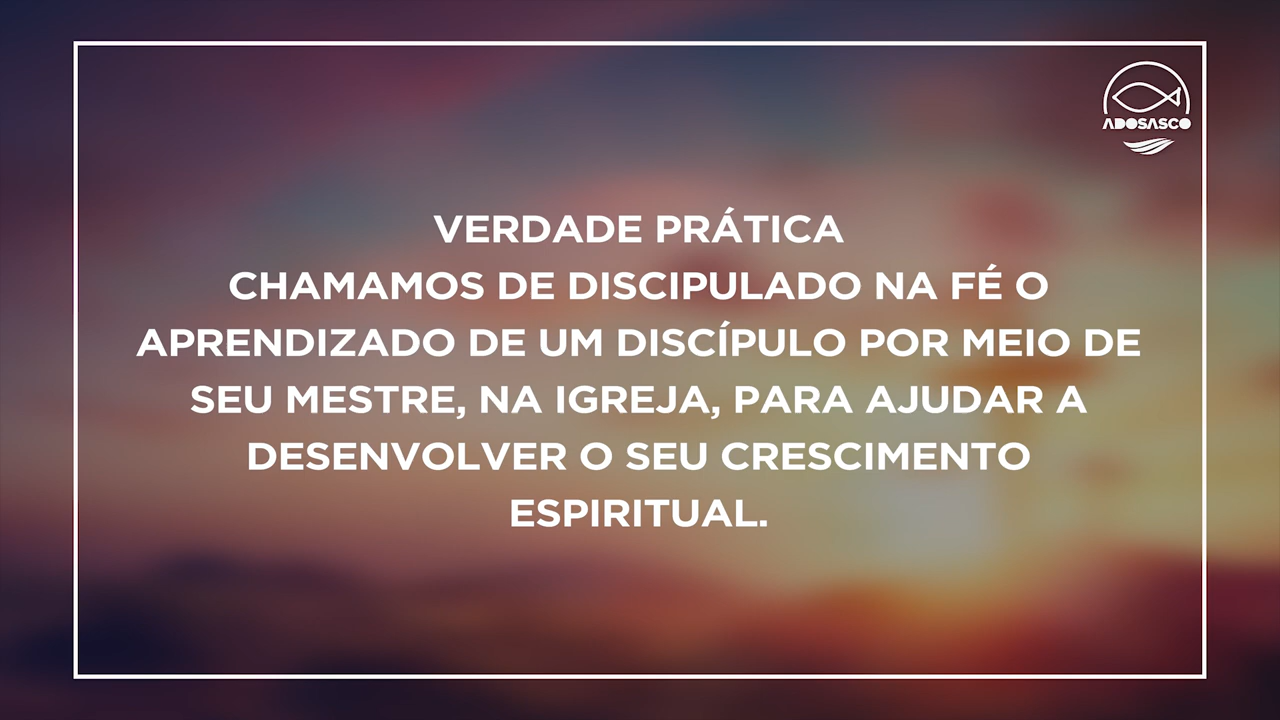 ADOSASCO
VERDADE PRÁTICA
CHAMAMOS DE DISCIPULADO NA FÉ O
APRENDIZADO DE UM DISCÍPULO POR MEIO DE
SEU MESTRE, NA IGREJA, PARA AJUDAR A
DESENVOLVER O SEU CRESCIMENTO
ESPIRITUAL.